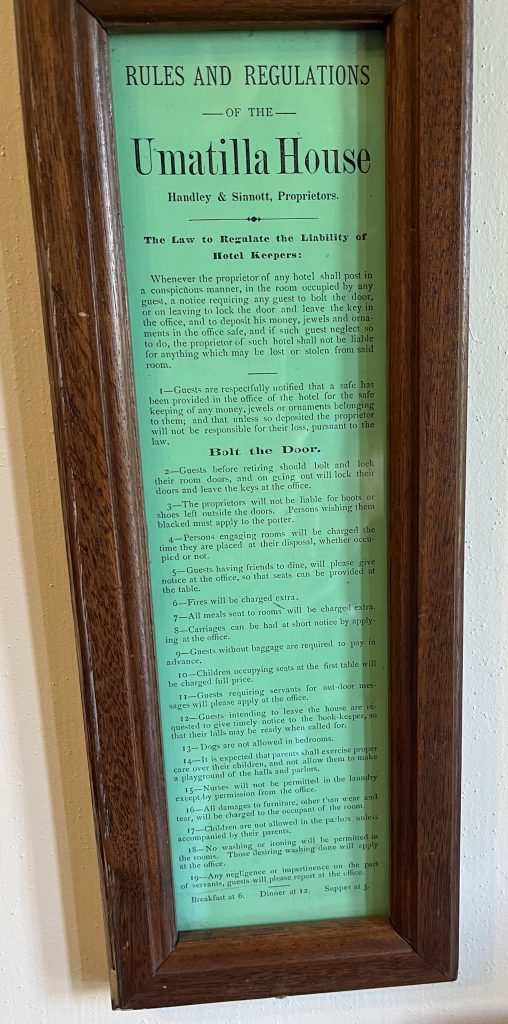 RULES AND REGULATIONS
—OF THE—
Umatilla House
Handley & Sinnott, Proprietors.
The Law to Regulate the Liability of
Hotel Keepers:
Whenever the proprietor of any hotel shall post in
a conspicuous manner, in the room occupied by any
guest, a notice requiring any guest to bolt the door,
or on leaving to lock the door and leave the key in
the office, and to deposit his money, jewels and orna-
ments in the office safe, and if such guest neglect so
to do, the proprietor of such hotel shall not be liable
for anything which may be lost or stolen from said
room.
1—Guests are respectfully notified that a safe has
been provided in the office of the hotel for the safe
keeping of any money, jewels or ornaments belonging
to them; and that unless so deposited the proprietor
will not be responsible for their loss, pursuant to the
law.
Bolt the Door.
2—Guests before retiring should bolt and lock
their room doors, and on going out will lock their
doors and leave the keys at the office.
3—The proprietors will not be liable for boots or
shoes left outside the doors. Persons wishing them
blacked must apply to the porter.
4—Persons engaging rooms will be charged the
time they are placed at their disposal, whether occu-
pied or not.
5—Guests having friends to dine, will please give
notice at the office, so that seats can be provided at
the table.
6—Fires will be charged extra.
7—All meals sent to rooms will be charged extra.
8—Carriages can be had at short notice by apply-
ing at the office.
9—Guests without baggage are required to pay in
advance.
10—Children occupying seats at the first table will
be charged full price.
11—Guests requiring servants for out-door mes-
sages will please apply at the office.
12—Guests intending to leave the house are re-
quested to give timely notice to the book-keeper, so
that their bills may be ready when called for.
13—Dogs are not allowed in bedrooms.
14—It is expected that parents shall exercise proper
care over their children, and not allow them to make
a playground of the halls and parlors.
15—Nurses will not be permitted in the laundry
except by permission from the office.
16—All damages to furniture, other than wear and
tear, will be charged to the occupant of the room.
17—Children are not allowed in the parlors unless
accompanied by their parents.
18—No washing or ironing will be permitted in
the rooms. Those desiring washing done will apply
at the office.
19—Any negligence or impertinence on the part
of servants, guests will please report at the office.
Breakfast at 6. Dinner at 12. Supper at 5.